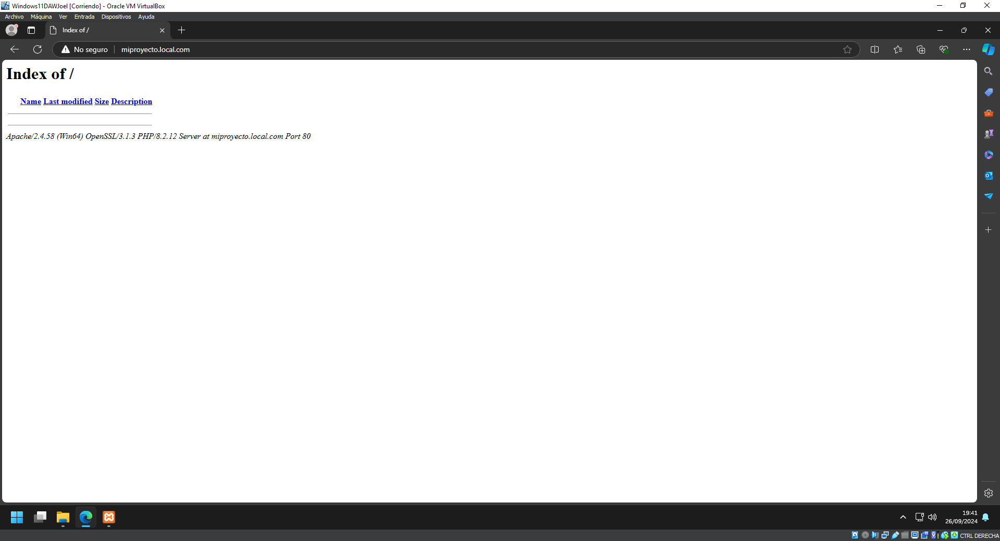 Windows11DAWJoel [Corriendo] - Oracle VM VirtualBox
Archivo Máquina Ver Entrada Dispositivos Ayuda
Index of /
No seguro miproyecto.local.com
Index of /
Name Last modified Size Description
Apache/2.4.58 (Win64) OpenSSL/3.1.3 PHP/8.2.12 Server at miproyecto.local.com Port 80
19:41
26/09/2024
CTRL DERECHA